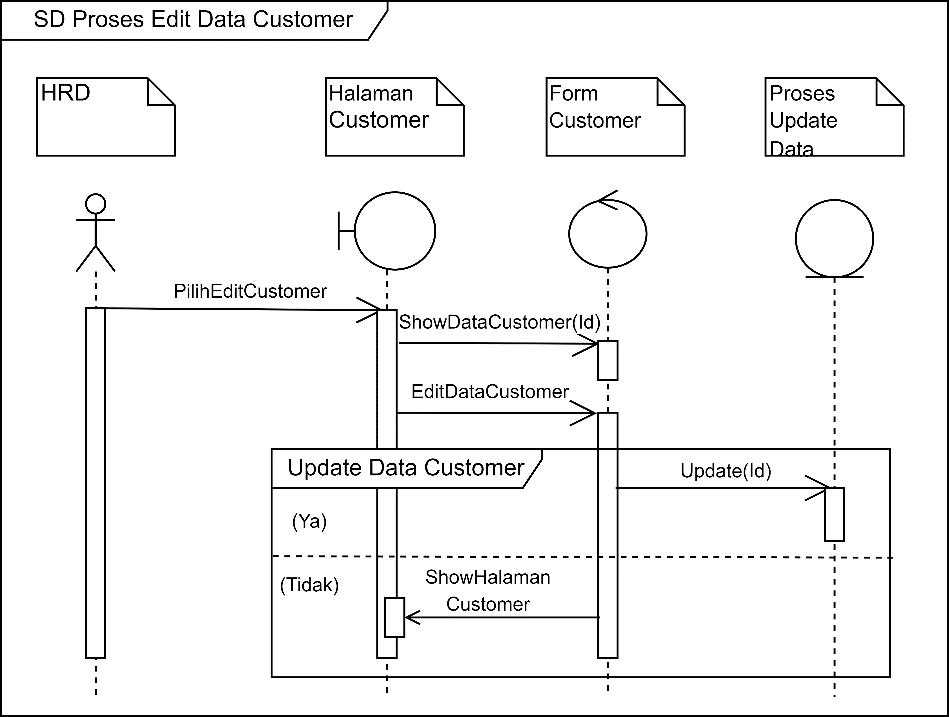 SD Proses Edit Data Customer
HRD
Halaman
Customer
Form
Customer
Proses
Update
Data
PilihEditCustomer
ShowDataCustomer(Id)
EditDataCustomer
Update Data Customer
Update(Id)
(Ya)
(Tidak)
ShowHalaman
Customer